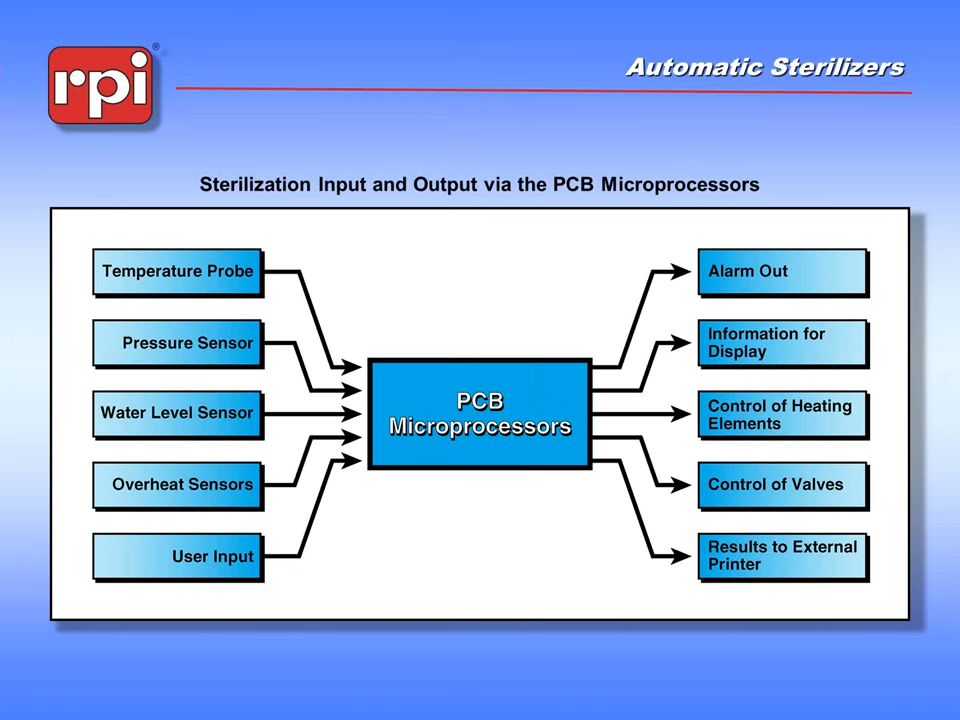 rpi®
Automatic Sterilizers
Sterilization Input and Output via the PCB Microprocessors
Temperature Probe
Pressure Sensor
Water Level Sensor
Overheat Sensors
User Input
PCB
Microprocessors
Alarm Out
Information for
Display
Control of Heating
Elements
Control of Valves
Results to External
Printer